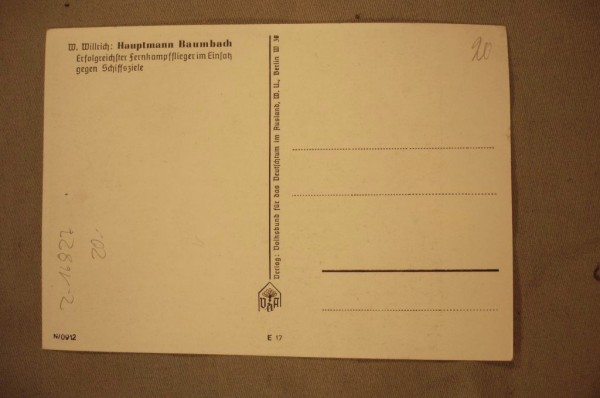 W. Willrich: Hauptmann Baumbach
Erfolgreichster Fernkampfflieger im Einsatz
gegen Schiffsziele
20
Verlag: Volksbund für das Deutschtum im Ausland, W. U., Berlin W 30
VDA
N/0912
E 17